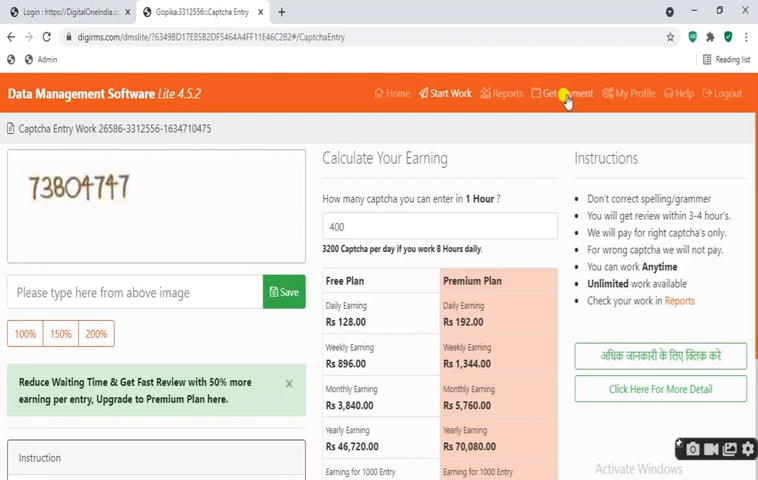 Login : https://DigitalOneIndia.c
Gopika:3312556::Captcha Entry
digirms.com/dmslite/76349BD17E85B2DF5464A4FF11E46C2C282#/CaptchaEntry
Admin
Reading list
Data Management Software Lite 4.5.2
Home
Start Work
Reports
My Profile
Help
Logout
Captcha Entry Work 26586-3312556-1634710475
73804747
Please type here from above image
Save
100%
150%
200%
Reduce Waiting Time & Get Fast Review with 50% more
earning per entry, Upgrade to Premium Plan here.
Instruction
Calculate Your Earning
How many captcha you can enter in 1 Hour ?
400
3200 Captcha per day if you work 8 Hours daily.
Free Plan
Premium Plan
Daily Earning
Rs 128.00
Daily Earning
Rs 192.00
Weekly Earning
Rs 896.00
Weekly Earning
Rs 1,344.00
Monthly Earning
Rs 3,840.00
Monthly Earning
Rs 5,760.00
Yearly Earning
Rs 46,720.00
Yearly Earning
Rs 70,080.00
Earning for 1000 Entry
Earning for 1000 Entry
Instructions
Don't correct spelling/grammer
You will get review within 3-4 hour's.
We will pay for right captcha's only.
For wrong captcha we will not pay.
You can work Anytime
Unlimited work available
Check your work in Reports
अधिक जानकारी के लिए क्लिक करे
Click Here For More Detail
Activate Windows